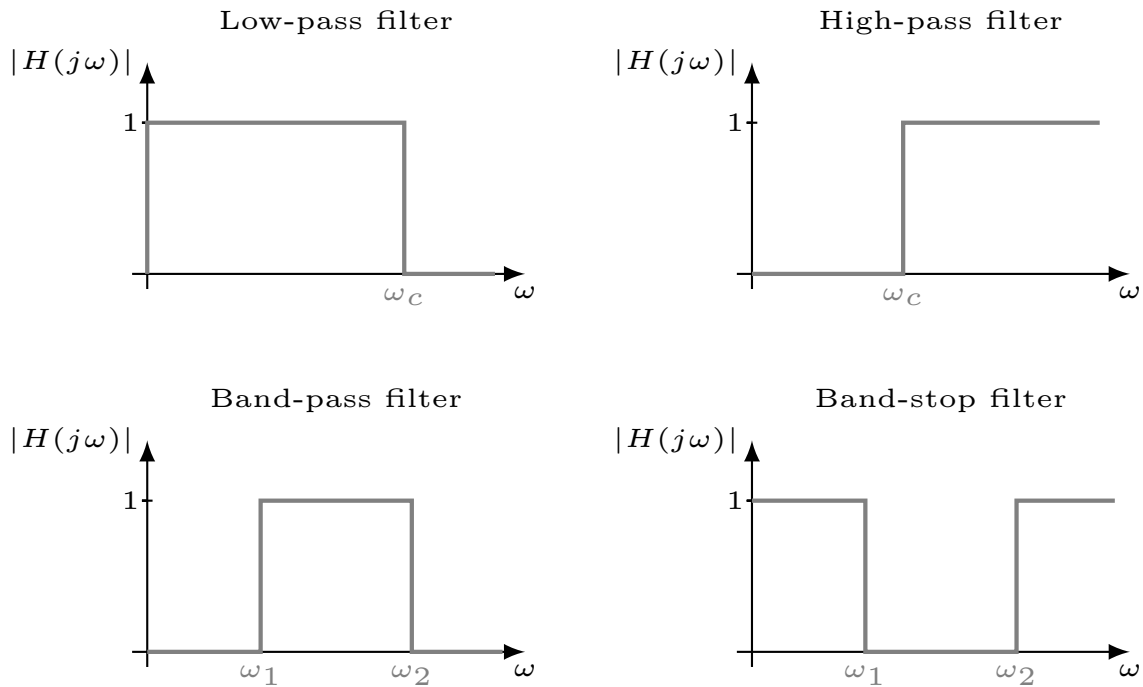 Low-pass filter
|H(jω)|
1
ω_c
ω
High-pass filter
|H(jω)|
1
ω_c
ω
Band-pass filter
|H(jω)|
1
ω_1
ω_2
ω
Band-stop filter
|H(jω)|
1
ω_1
ω_2
ω